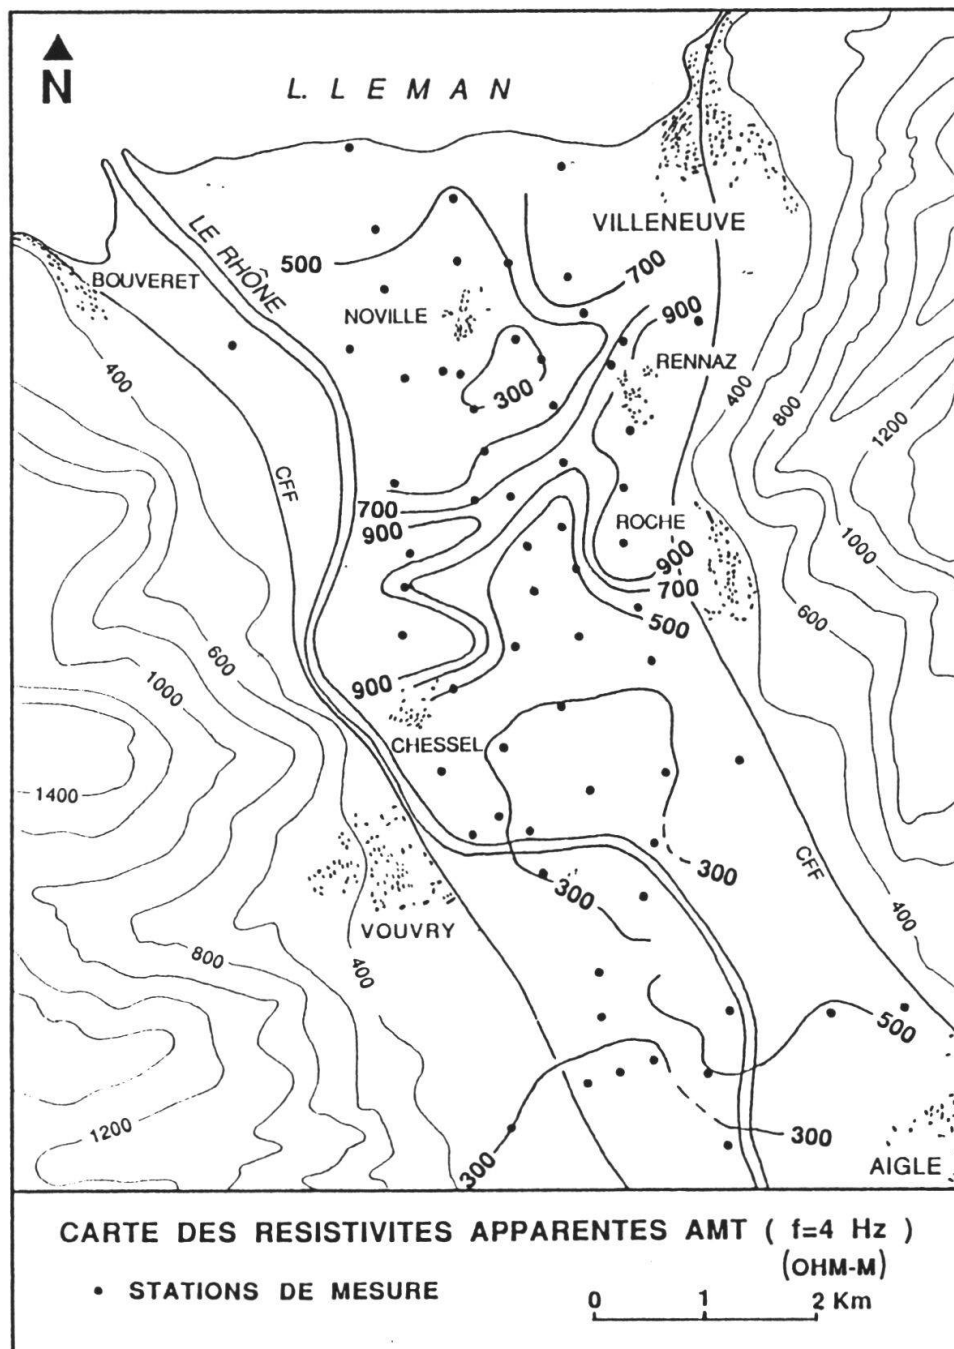 N
L. LEMAN
VILLENEUVE
LE RHÔNE
BOUVERET
500
700
NOVILLE
900
RENNAZ
400
300
400
800
1200
CFF
700
900
ROCHE
1000
900
700
500
600
600
1000
900
CHESSEL
1400
CFF
300
300
400
VOUVRY
800
400
500
1200
300
300
AIGLE
CARTE DES RESISTIVITES APPARENTES AMT ( f=4 Hz )
(OHM-M)
• STATIONS DE MESURE
0 1 2 Km